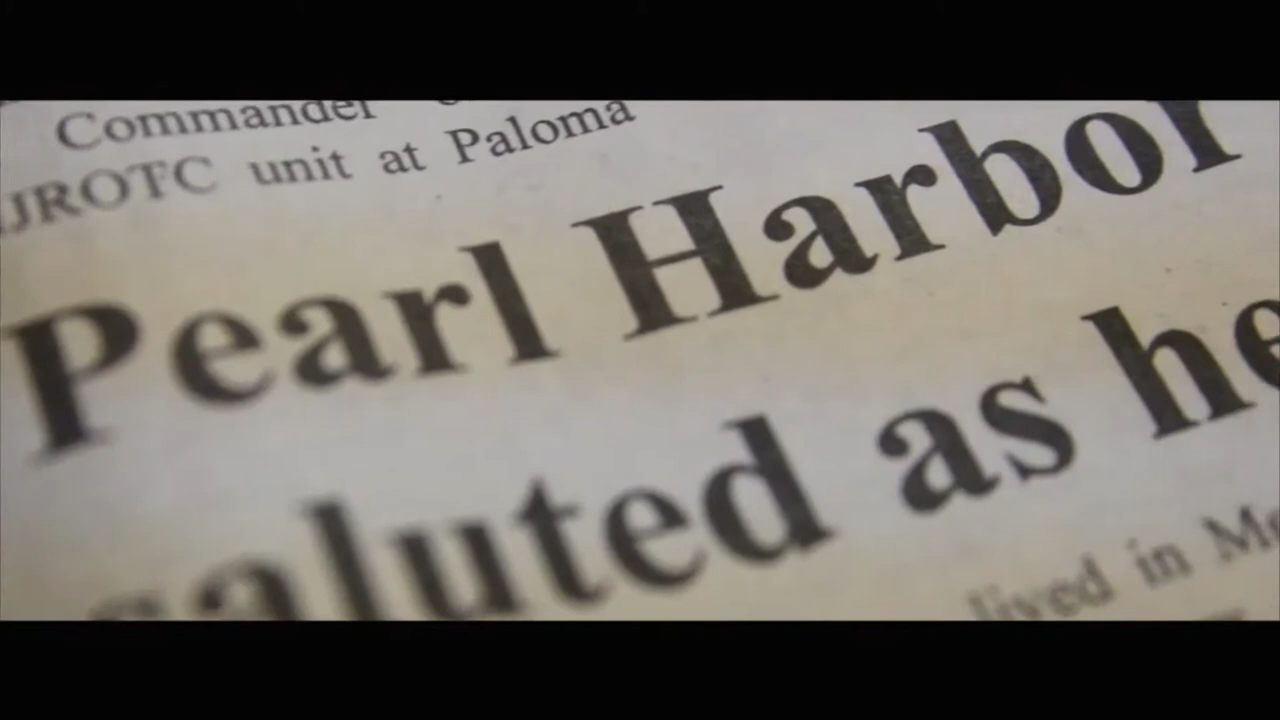 Commander
JROTC unit at Paloma
Pearl Harbor
saluted as he
lived in